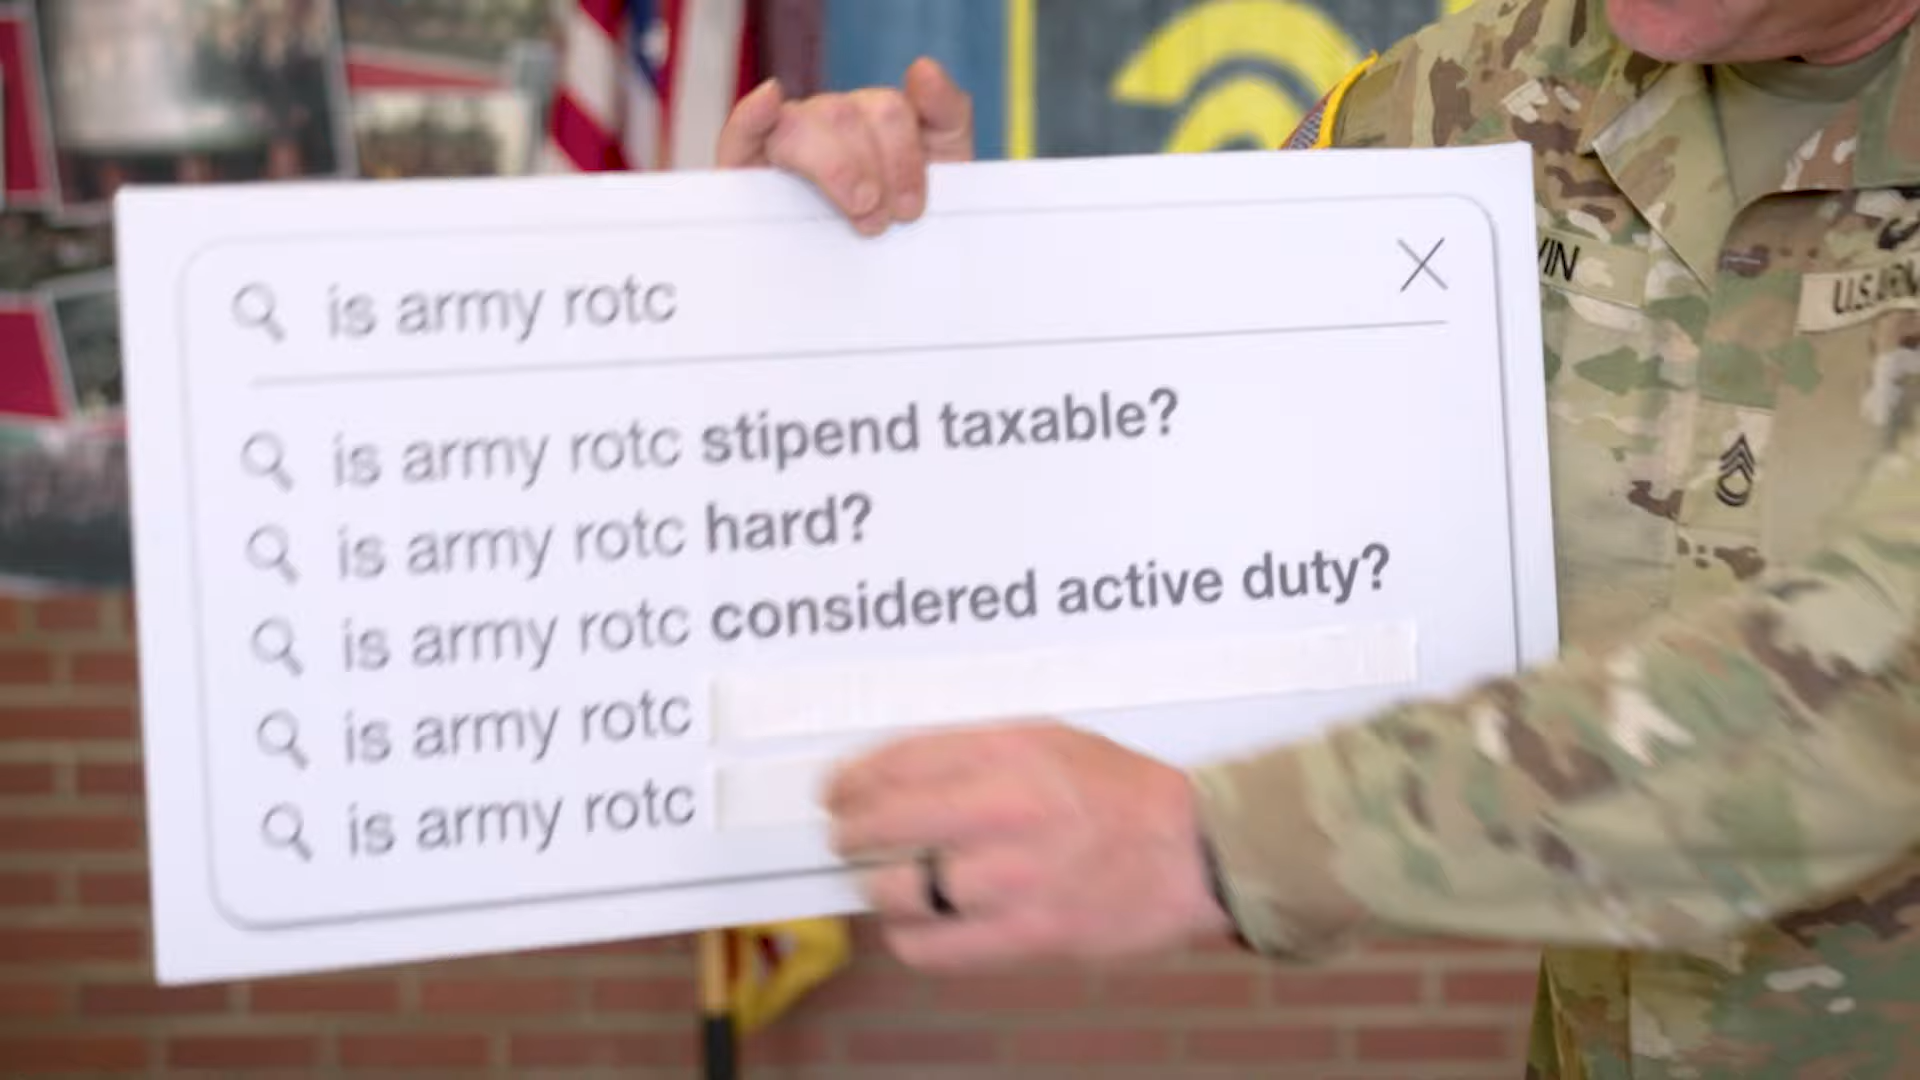 is army rotc
is army rotc stipend taxable?
is army rotc hard?
is army rotc considered active duty?
is army rotc
is army rotc